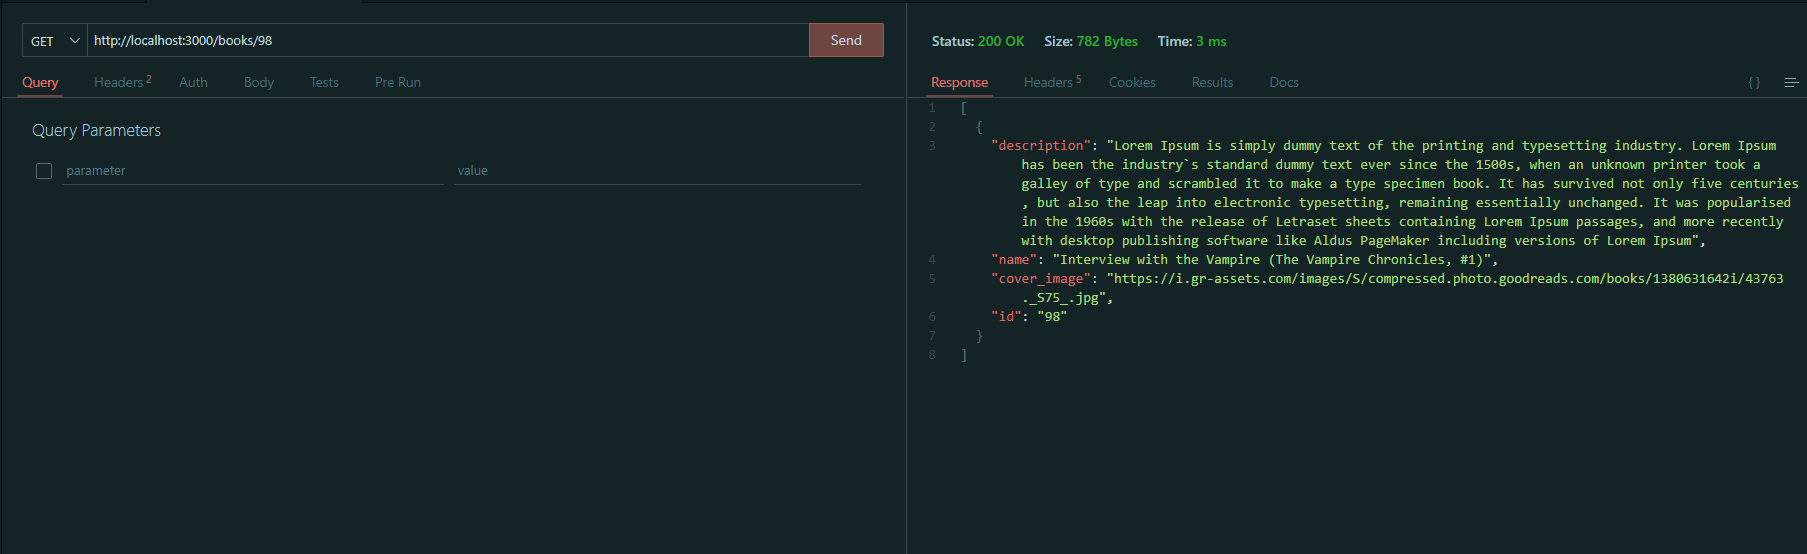 GET http://localhost:3000/books/98 Send
Query Headers 2 Auth Body Tests Pre Run
Query Parameters
parameter value
Status: 200 OK Size: 782 Bytes Time: 3 ms
Response Headers 5 Cookies Results Docs { }
1 [
2 {
3 "description": "Lorem Ipsum is simply dummy text of the printing and typesetting industry. Lorem Ipsum
has been the industry`s standard dummy text ever since the 1500s, when an unknown printer took a
galley of type and scrambled it to make a type specimen book. It has survived not only five centuries
, but also the leap into electronic typesetting, remaining essentially unchanged. It was popularised
in the 1960s with the release of Letraset sheets containing Lorem Ipsum passages, and more recently
with desktop publishing software like Aldus PageMaker including versions of Lorem Ipsum",
4 "name": "Interview with the Vampire (The Vampire Chronicles, #1)",
5 "cover_image": "https://i.gr-assets.com/images/S/compressed.photo.goodreads.com/books/1380631642i/43763
._S75_.jpg",
6 "id": "98"
7 }
8 ]